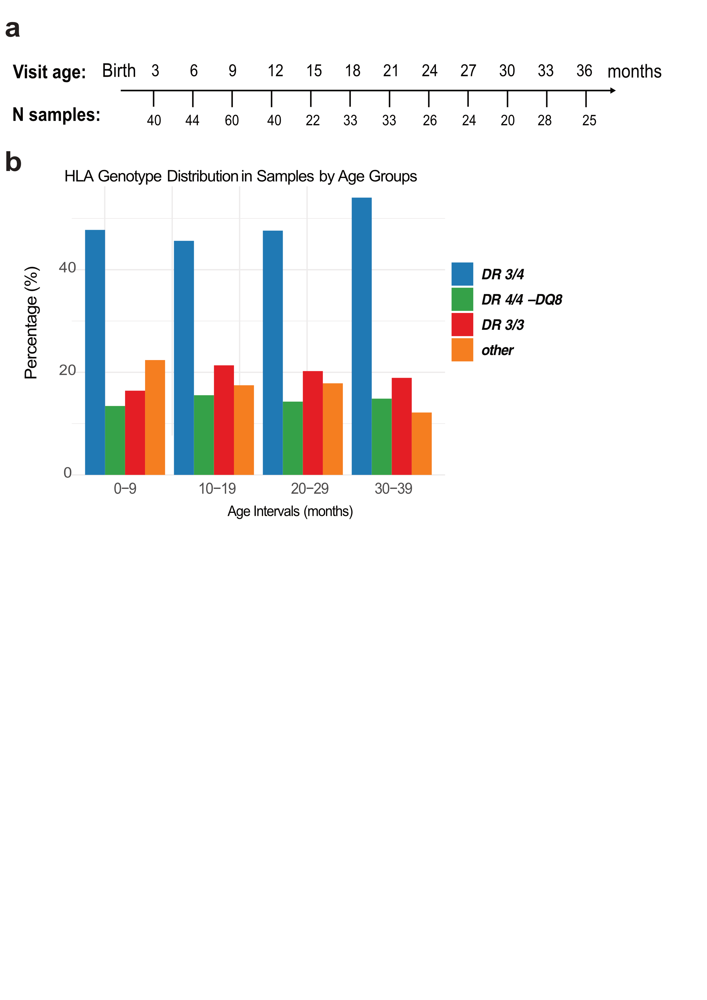 a
Visit age: Birth 3 6 9 12 15 18 21 24 27 30 33 36 months
N samples: 40 44 60 40 22 33 33 26 24 20 28 25
b
HLA Genotype Distribution in Samples by Age Groups
Percentage (%)
40
20
0
0–9 10–19 20–29 30–39
Age Intervals (months)
DR 3/4
DR 4/4 –DQ8
DR 3/3
other